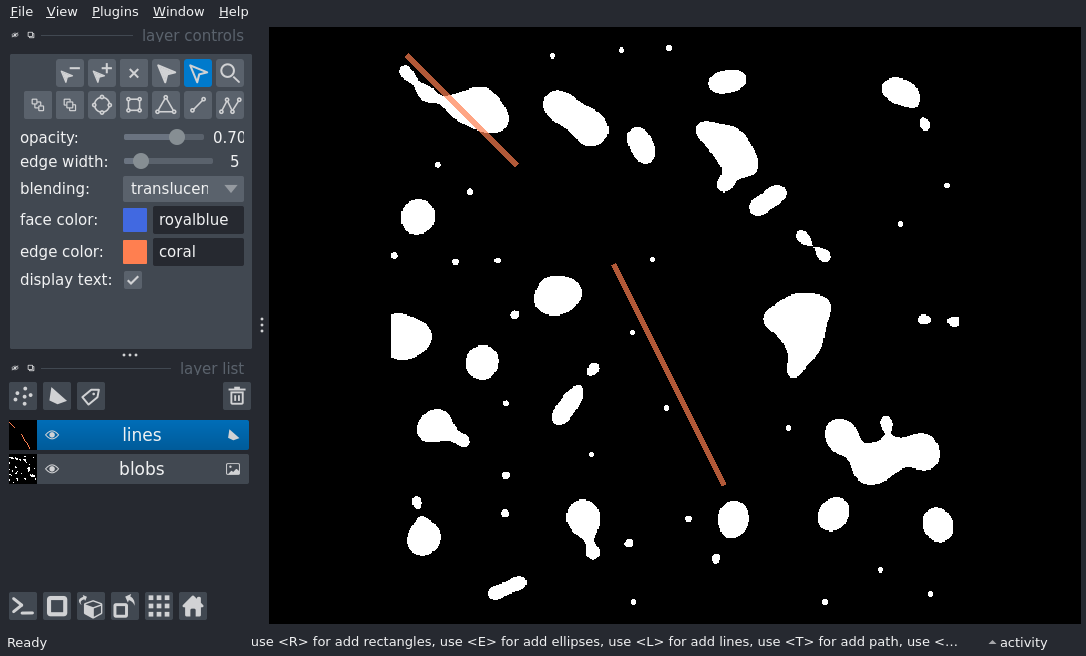 File View Plugins Window Help
layer controls
opacity: 0.70
edge width: 5
blending: translucen
face color: royalblue
edge color: coral
display text:
layer list
lines
blobs
Ready use <R> for add rectangles, use <E> for add ellipses, use <L> for add lines, use <T> for add path, use <... activity